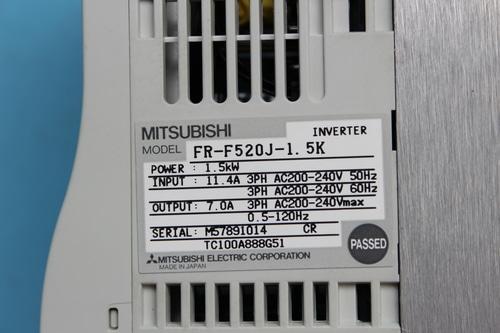 MITSUBISHI INVERTER
MODEL FR-F520J-1.5K
POWER : 1.5kW
INPUT : 11.4A 3PH AC200-240V 50Hz
3PH AC200-240V 60Hz
OUTPUT: 7.0A 3PH AC200-240Vmax
0.5-120Hz
SERIAL: M57891014 CR
TC100A888G51
PASSED
MITSUBISHI ELECTRIC CORPORATION
MADE IN JAPAN